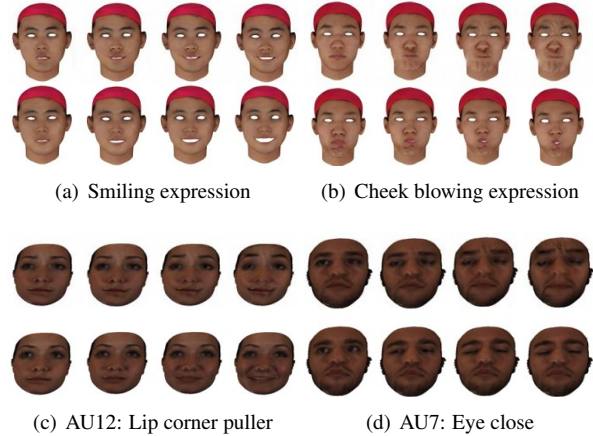 (a) Smiling expression
(b) Cheek blowing expression
(c) AU12: Lip corner puller
(d) AU7: Eye close